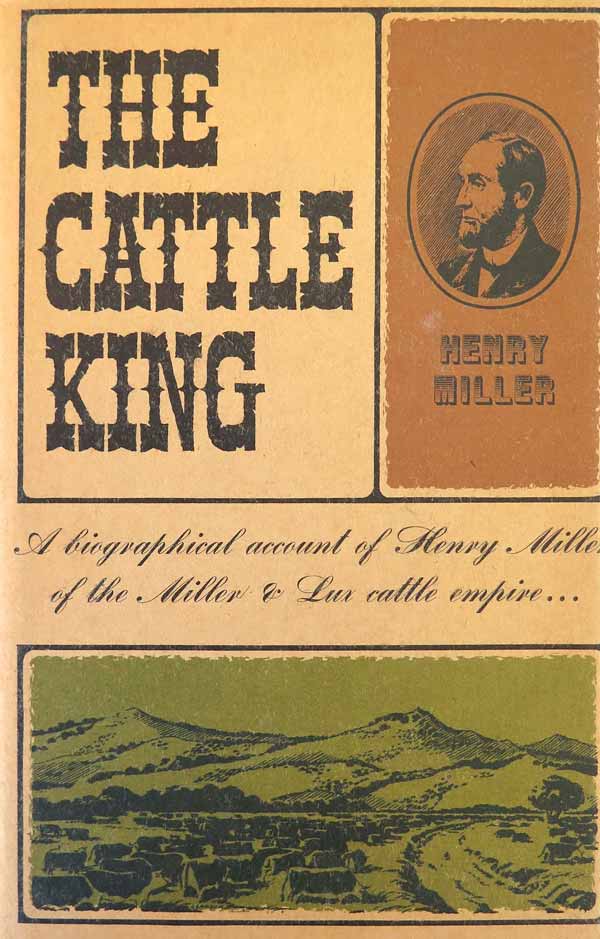 THE
CATTLE
KING
HENRY
MILLER
A biographical account of Henry Mille
of the Miller & Lux cattle empire...